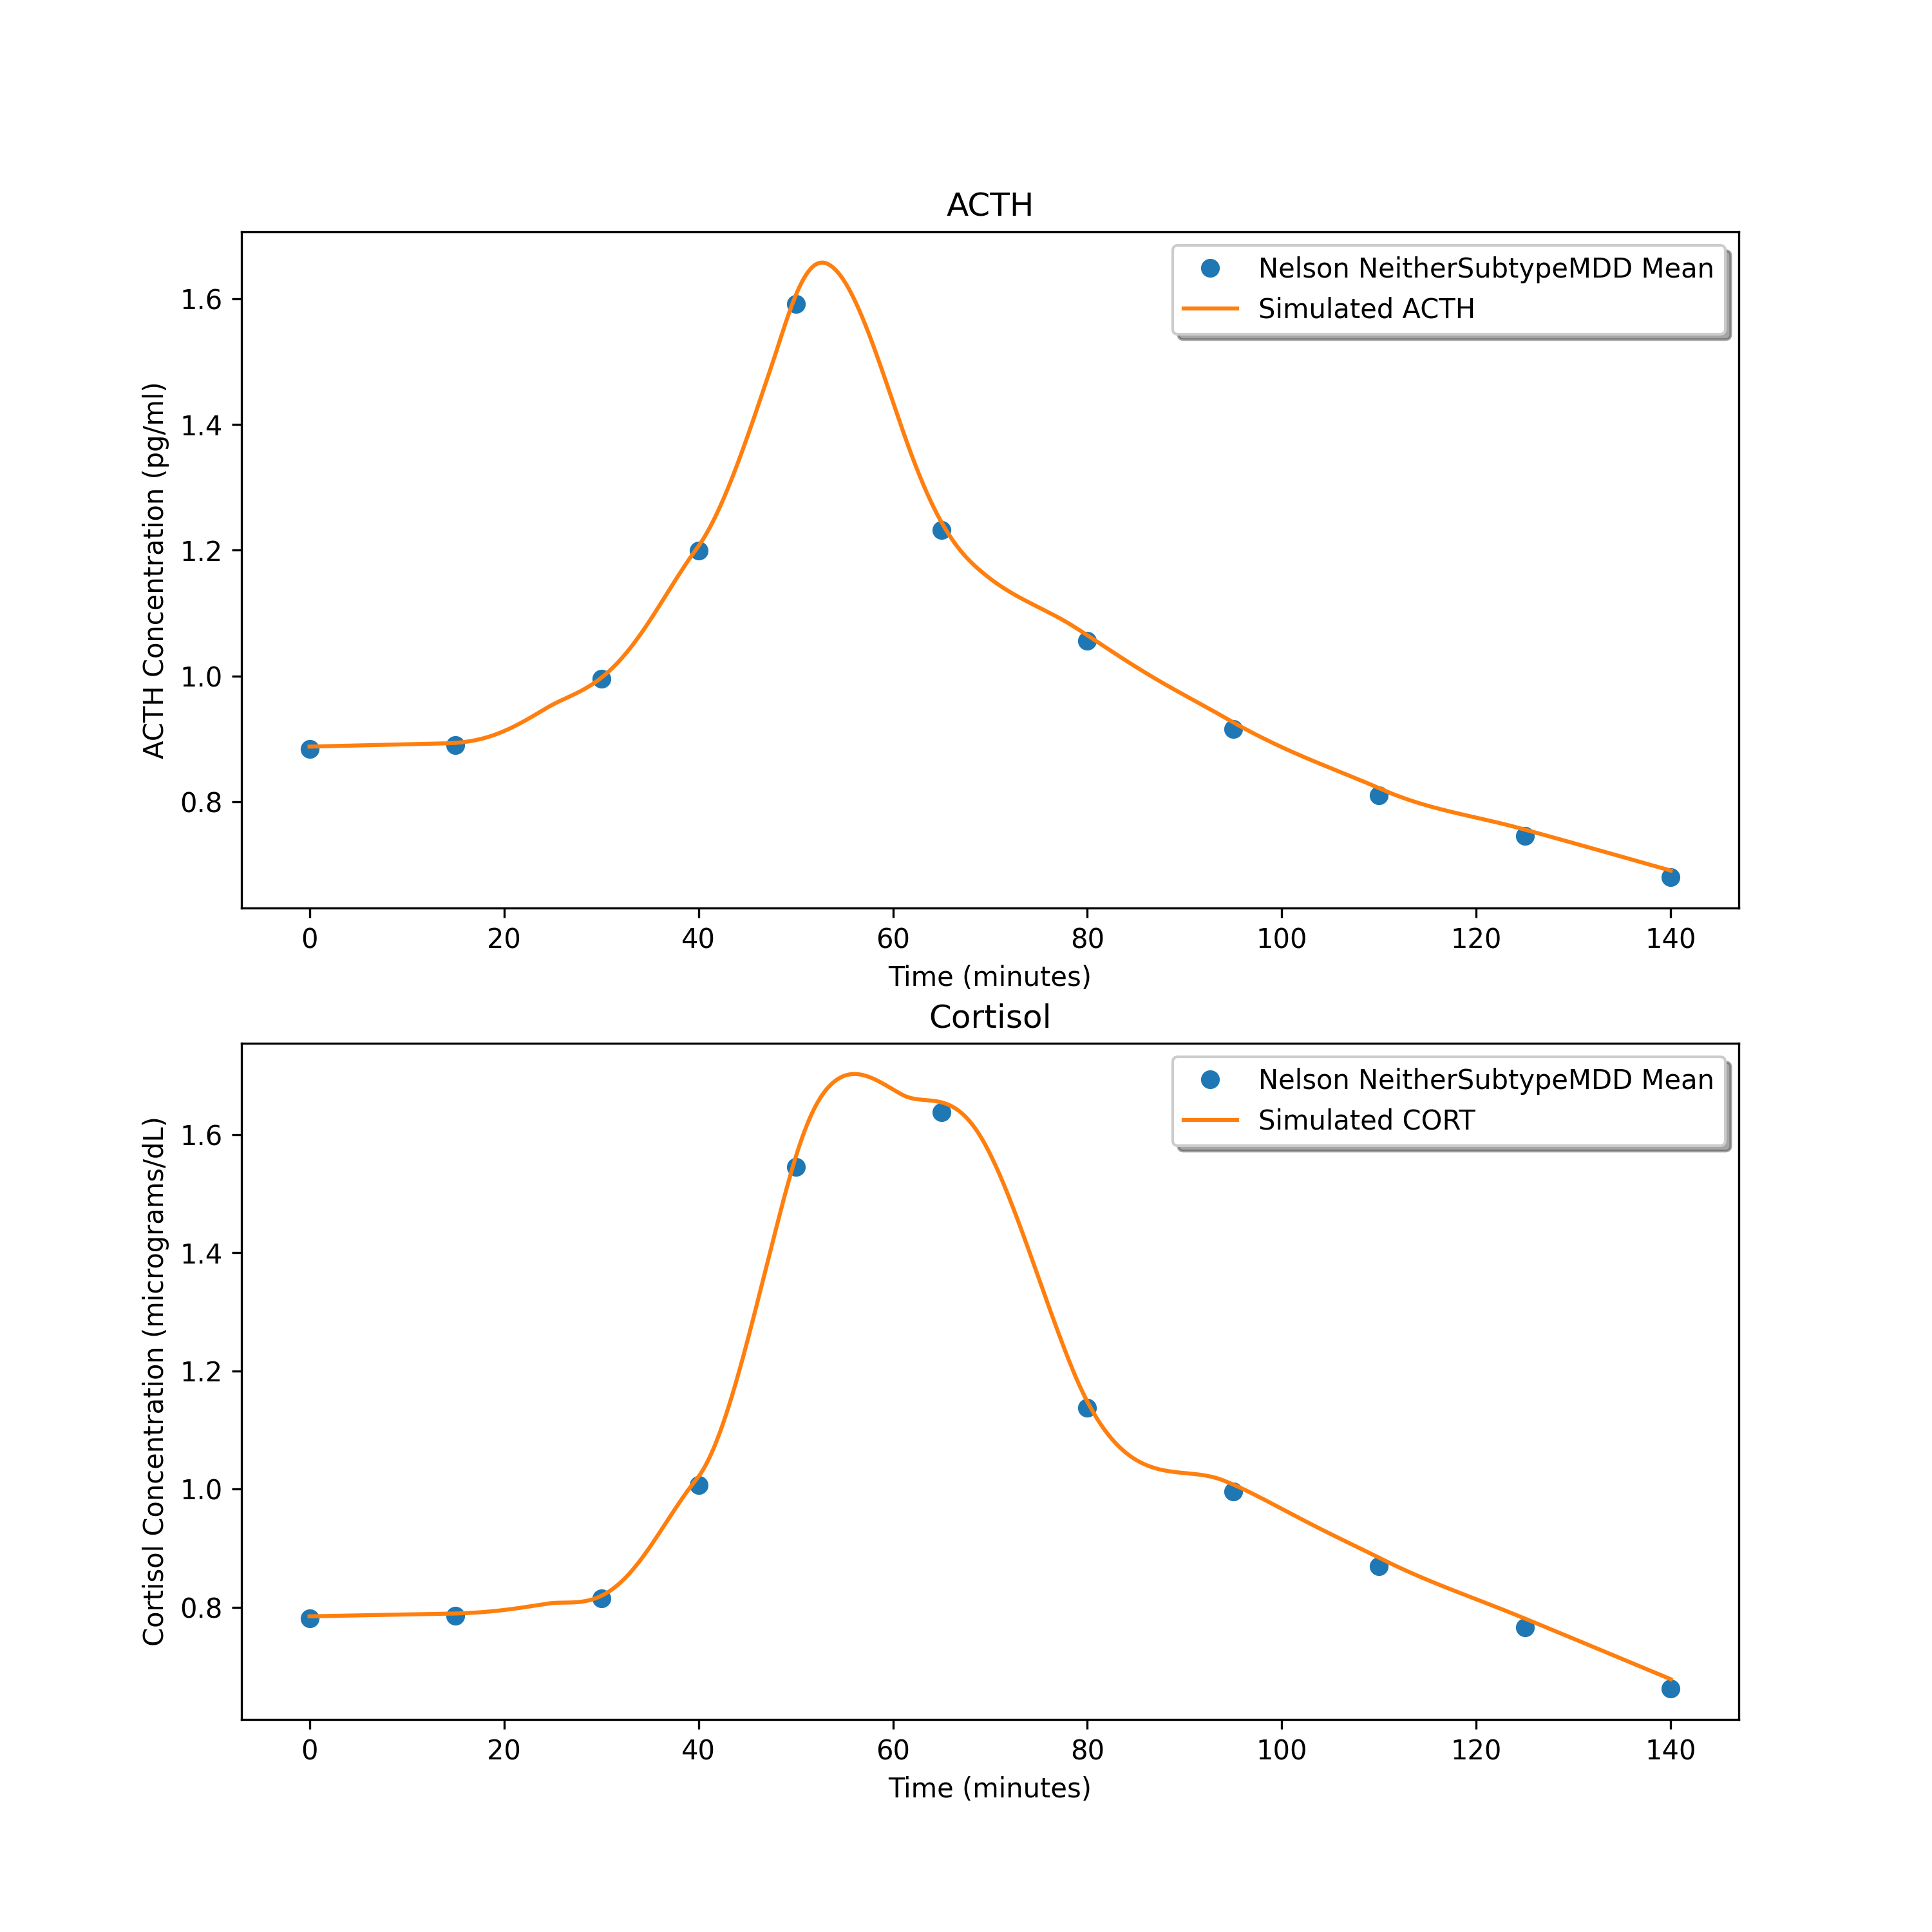 ACTH
Nelson NeitherSubtypeMDD Mean
Simulated ACTH
ACTH Concentration (pg/ml)
1.6
1.4
1.2
1.0
0.8
0 20 40 60 80 100 120 140
Time (minutes)
Cortisol
Nelson NeitherSubtypeMDD Mean
Simulated CORT
Cortisol Concentration (micrograms/dL)
1.6
1.4
1.2
1.0
0.8
0 20 40 60 80 100 120 140
Time (minutes)